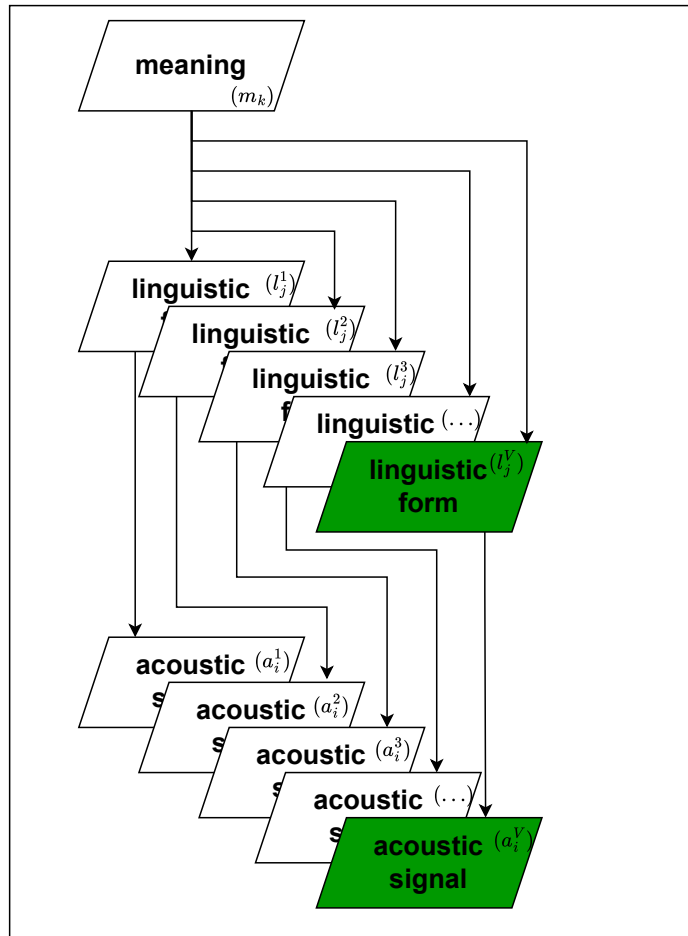 meaning
(m_k)
linguistic (l_j^1)
linguistic (l_j^2)
linguistic (l_j^3)
linguistic (...)
linguistic (l_j^V)
form
acoustic (a_i^1)
acoustic (a_i^2)
acoustic (a_i^3)
acoustic (...)
acoustic (a_i^V)
signal